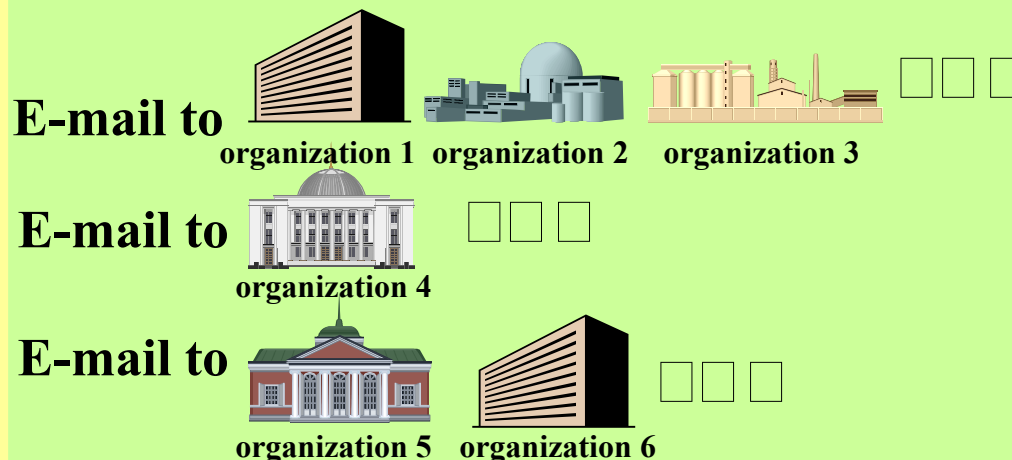 E-mail to
organization 1 organization 2 organization 3
E-mail to
organization 4
E-mail to
organization 5 organization 6